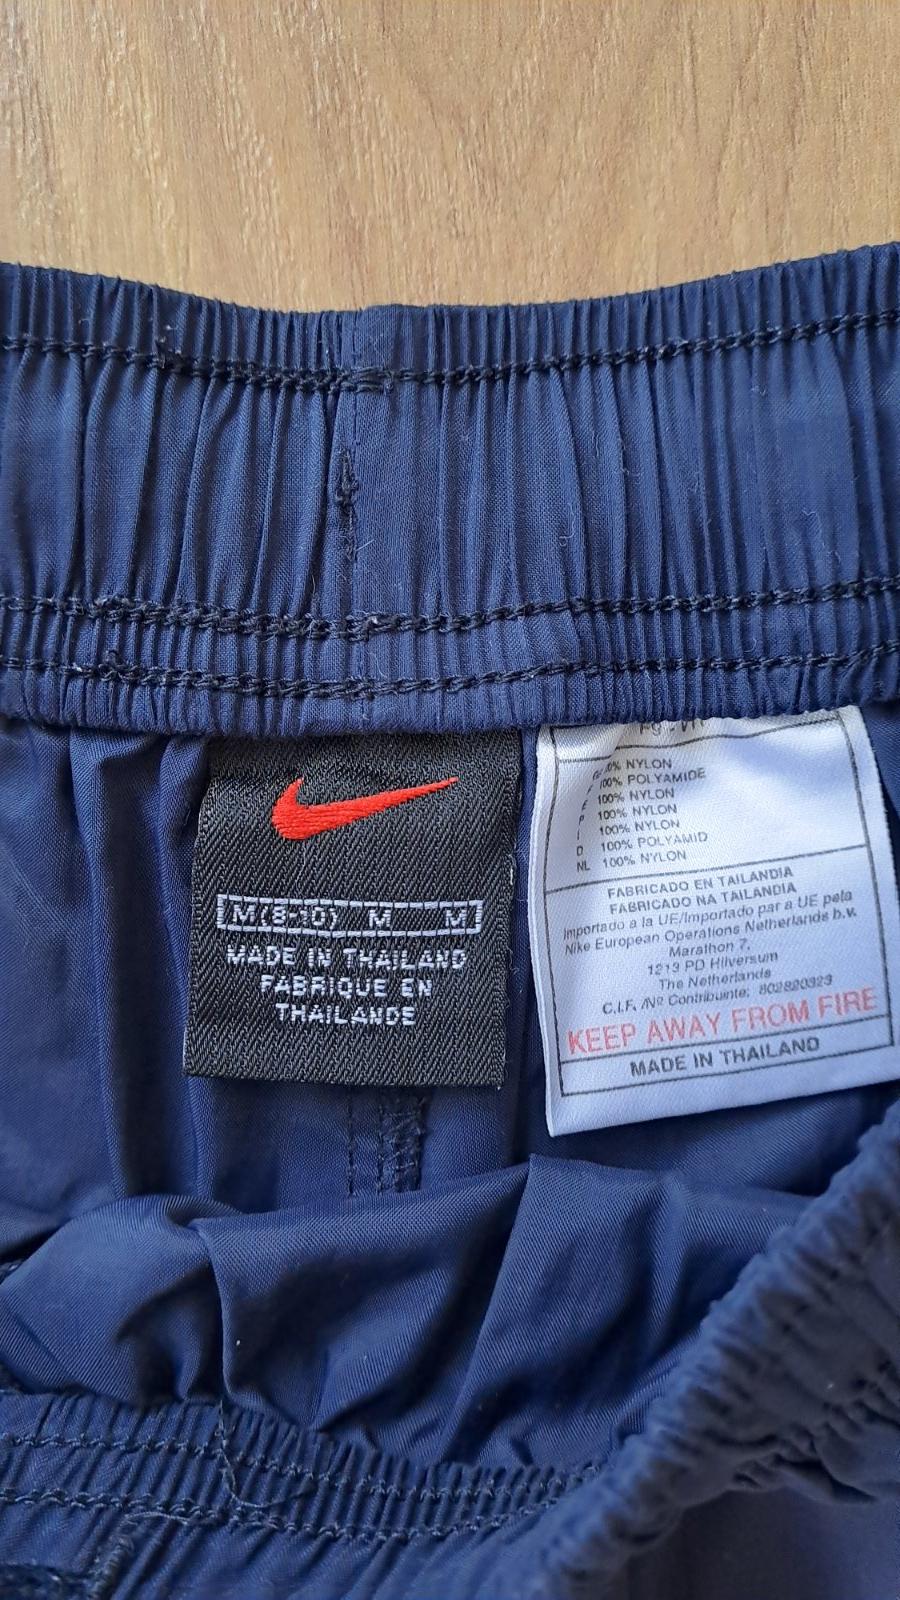 M(8-10) M M
MADE IN THAILAND
FABRIQUE EN
THAILANDE
NYLON
100% POLYAMIDE
100% NYLON
100% NYLON
100% NYLON
D 100% POLYAMID
NL 100% NYLON
FABRICADO EN TAILANDIA
FABRICADO NA TAILANDIA
Importado a la UE/Importado par a UE pela
Nike European Operations Netherlands b.v.
Marathon 7,
1213 PD Hilversum
The Netherlands
C.I.F. /Nº Contribuinte: 802820323
KEEP AWAY FROM FIRE
MADE IN THAILAND